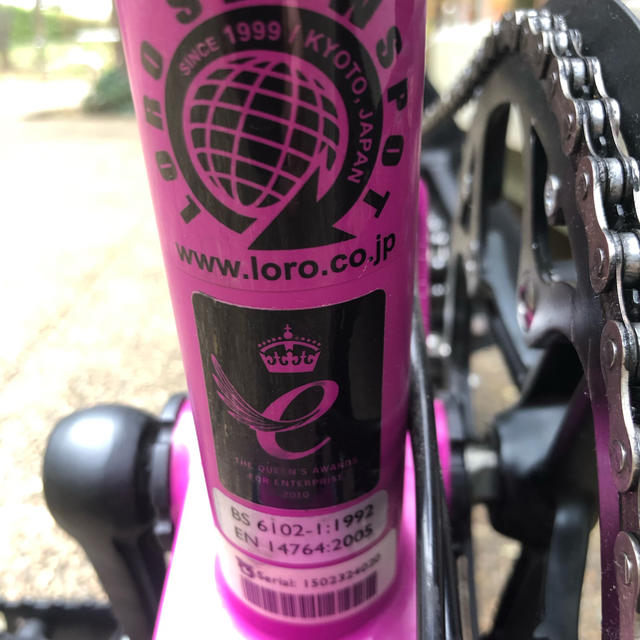 SINCE 1999 / KYOTO, JAPAN
LORO
SPOT
www.loro.co.jp
e
THE QUEEN'S AWARDS
FOR ENTERPRISE
2010
BS 6102-1:1992
EN 14764:2005
Serial: 1502324020